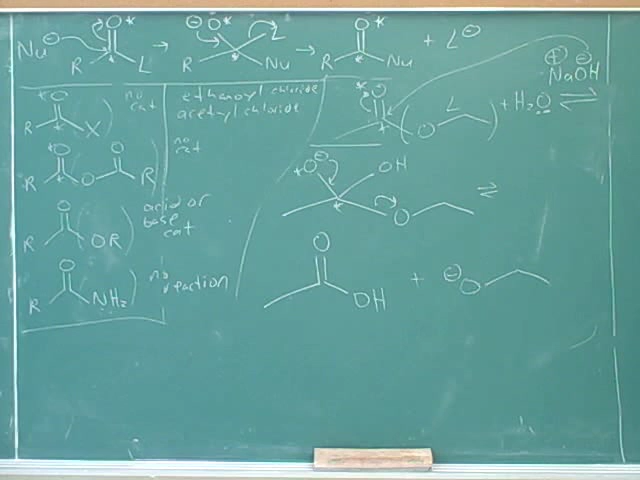 Nu⊖ R O* L → ⊖O* R L Nu → O* R Nu + L⊖
O R X no cat ethenoyl chloride
acetyl chloride
O R O O R no cat
O R OR acid or
base
cat
O R NH2 no
reaction
⊕ ⊖
NaOH
*O O L + H2O ⇌
*O⊖ OH O ⇌
O OH + ⊖O